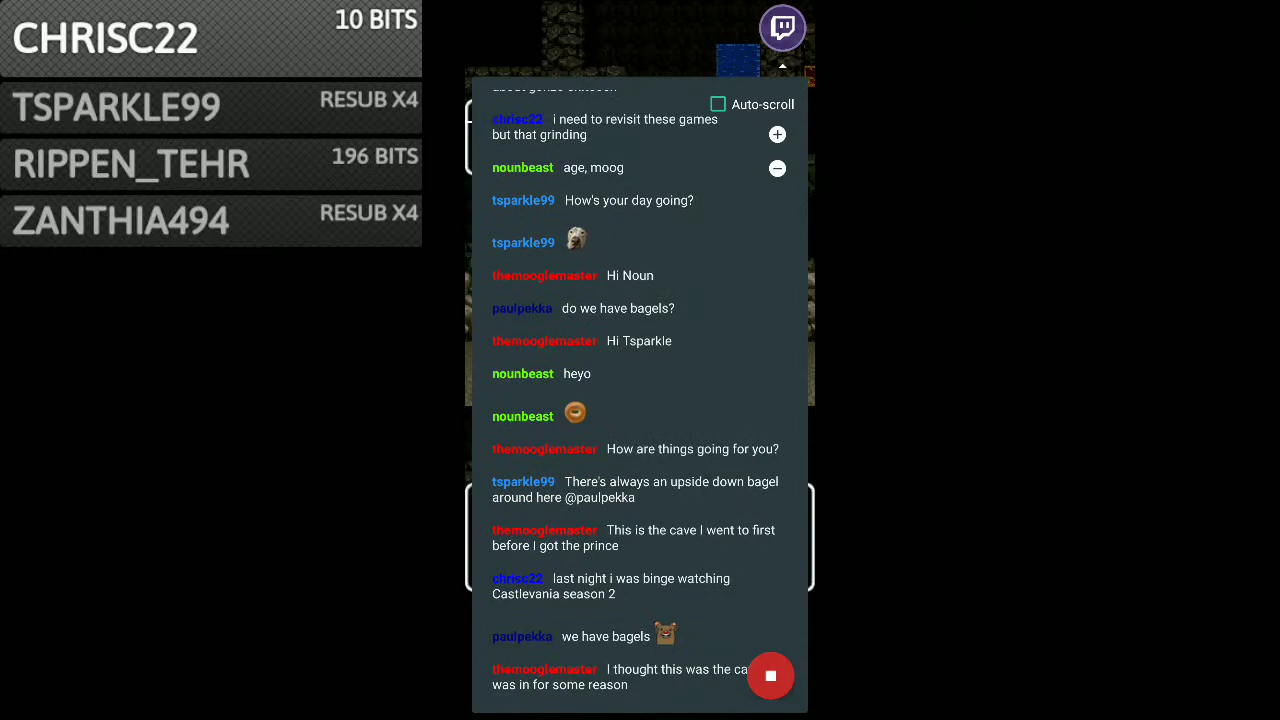 CHRISC22
10 BITS
TSPARKLE99
RESUB X4
RIPPEN_TEHR
196 BITS
ZANTHIA494
RESUB X4
Auto-scroll
chrisc22 i need to revisit these games
but that grinding
nounbeast age, moog
tsparkle99 How's your day going?
tsparkle99
themooglemaster Hi Noun
paulpekka do we have bagels?
themooglemaster Hi Tsparkle
nounbeast heyo
nounbeast
themooglemaster How are things going for you?
tsparkle99 There's always an upside down bagel
around here @paulpekka
themooglemaster This is the cave I went to first
before I got the prince
chrisc22 last night i was binge watching
Castlevania season 2
paulpekka we have bagels
themooglemaster I thought this was the
was in for some reason